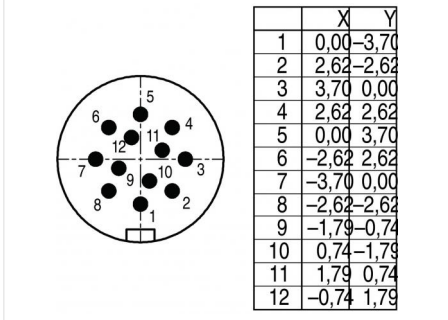 5
6 4
11
12
7 3
9 10
8 2
1
X Y
1 0,00 –3,70
2 2,62 –2,62
3 3,70 0,00
4 2,62 2,62
5 0,00 3,70
6 –2,62 2,62
7 –3,70 0,00
8 –2,62 –2,62
9 –1,79 –0,74
10 0,74 –1,79
11 1,79 0,74
12 –0,74 1,79